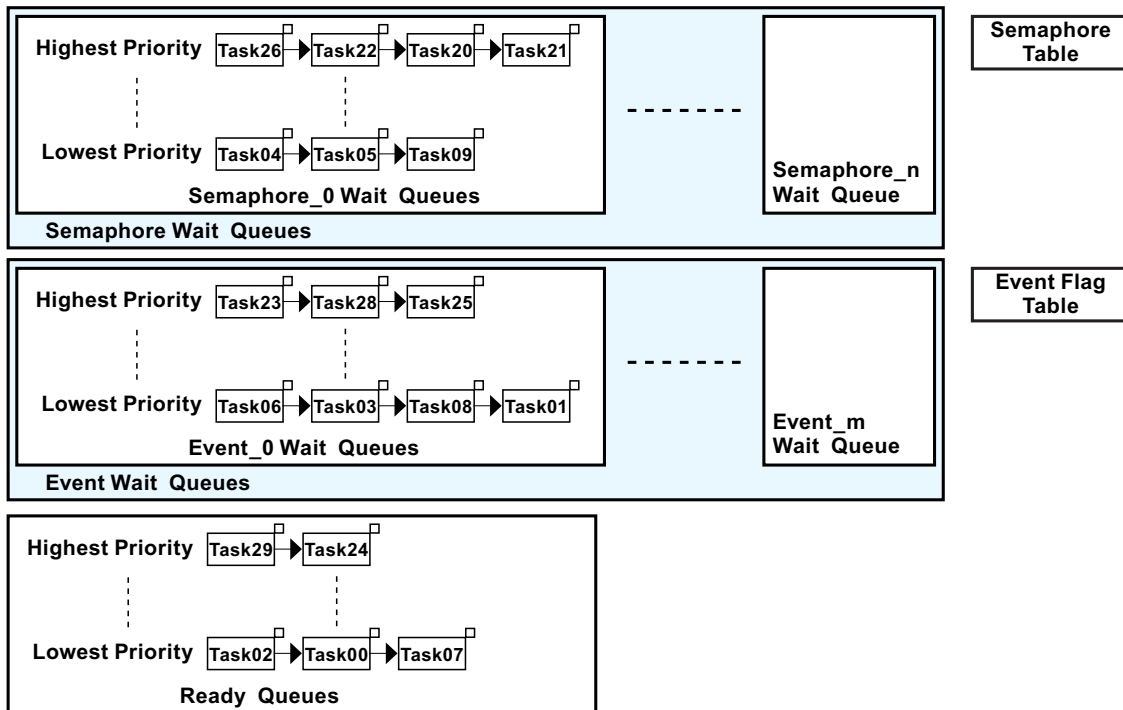 Highest Priority Task26 Task22 Task20 Task21
Lowest Priority Task04 Task05 Task09
Semaphore_0 Wait Queues
Semaphore_n
Wait Queue
Semaphore Wait Queues
Semaphore
Table
Highest Priority Task23 Task28 Task25
Lowest Priority Task06 Task03 Task08 Task01
Event_0 Wait Queues
Event_m
Wait Queue
Event Wait Queues
Event Flag
Table
Highest Priority Task29 Task24
Lowest Priority Task02 Task00 Task07
Ready Queues